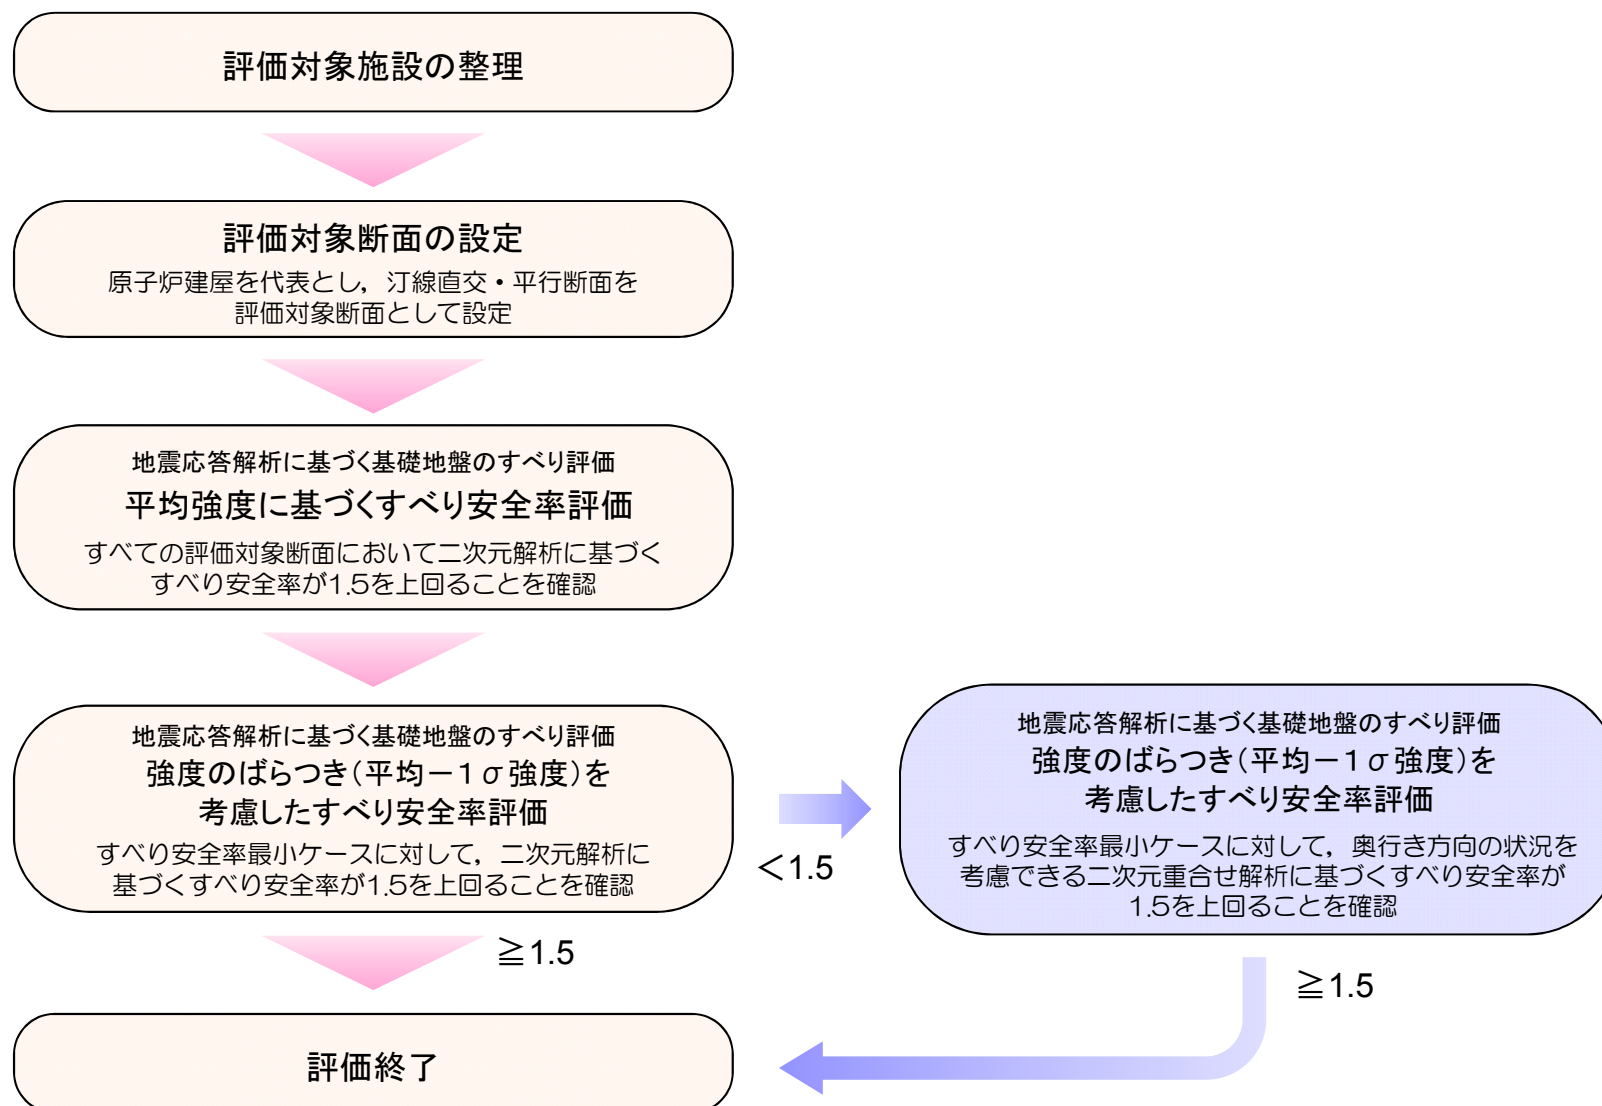 評価対象施設の整理
評価対象断面の設定
原子炉建屋を代表とし，汀線直交・平行断面を
評価対象断面として設定
地震応答解析に基づく基礎地盤のすべり評価
平均強度に基づくすべり安全率評価
すべての評価対象断面において二次元解析に基づく
すべり安全率が1.5を上回ることを確認
地震応答解析に基づく基礎地盤のすべり評価
強度のばらつき（平均－１σ強度）を
考慮したすべり安全率評価
すべり安全率最小ケースに対して，二次元解析に
基づくすべり安全率が1.5を上回ることを確認
＜1.5
地震応答解析に基づく基礎地盤のすべり評価
強度のばらつき（平均－１σ強度）を
考慮したすべり安全率評価
すべり安全率最小ケースに対して，奥行き方向の状況を
考慮できる二次元重合せ解析に基づくすべり安全率が
1.5を上回ることを確認
≧1.5
≧1.5
評価終了